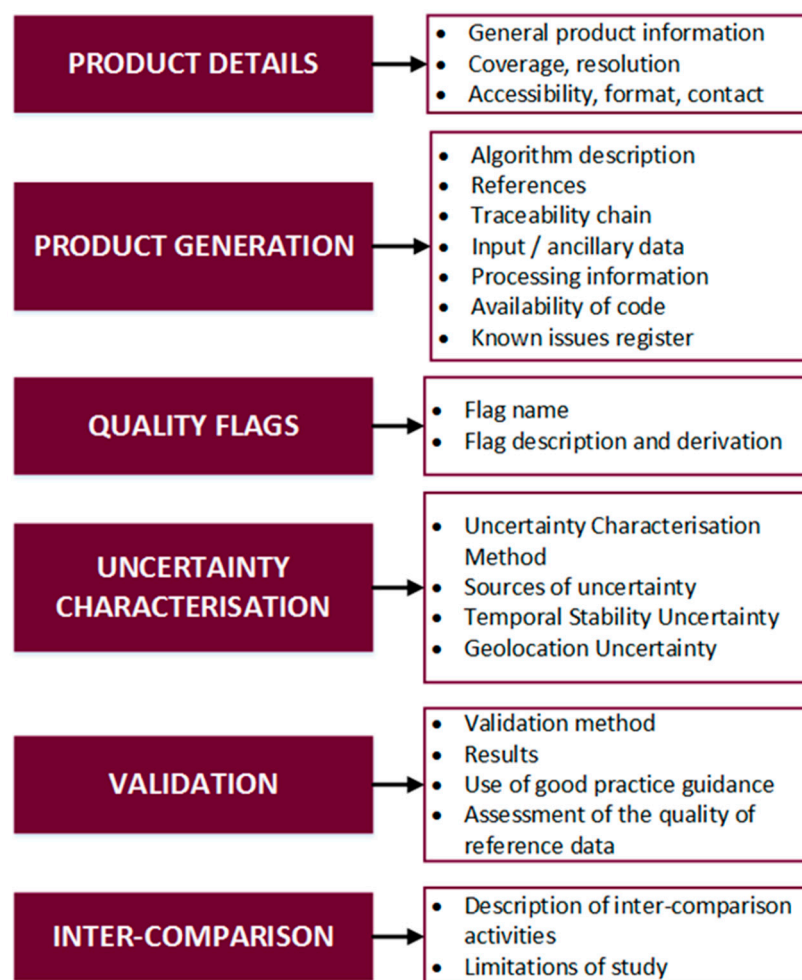 PRODUCT DETAILS
• General product information
• Coverage, resolution
• Accessibility, format, contact
PRODUCT GENERATION
• Algorithm description
• References
• Traceability chain
• Input / ancillary data
• Processing information
• Availability of code
• Known issues register
QUALITY FLAGS
• Flag name
• Flag description and derivation
UNCERTAINTY
CHARACTERISATION
• Uncertainty Characterisation
Method
• Sources of uncertainty
• Temporal Stability Uncertainty
• Geolocation Uncertainty
VALIDATION
• Validation method
• Results
• Use of good practice guidance
• Assessment of the quality of
reference data
INTER-COMPARISON
• Description of inter-comparison
activities
• Limitations of study